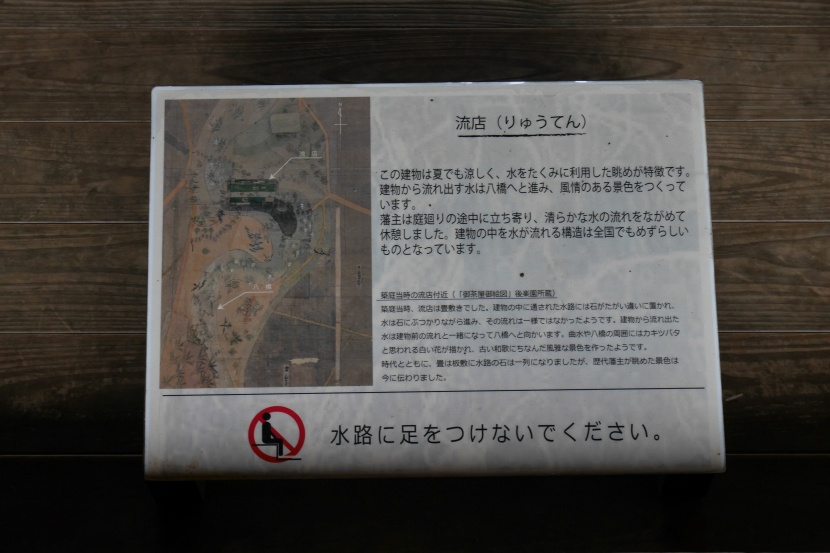 流店（りゅうてん）
この建物は夏でも涼しく、水をたくみに利用した眺めが特徴です。
建物から流れ出す水は八橋へと進み、風情のある景色をつくって
います。
藩主は庭廻りの途中に立ち寄り、清らかな水の流れをながめて
休憩しました。建物の中を水が流れる構造は全国でもめずらしい
ものとなっています。
築庭当時の流店付近（「御茶屋御絵図」後楽園所蔵）
築庭当時、流店は畳敷きでした。建物の中に通された水路には石がたがい違いに置かれ、
水は石にぶつかりながら進み、その流れは一様ではなかったようです。建物から流れ出た
水は建物前の流れと一緒になって八橋へと向かいます。曲水や八橋の周囲にはカキツバタ
と思われる白い花が描かれ、古い和歌にちなんだ風雅な景色を作ったようです。
時代とともに、畳は板敷に水路の石は一列になりましたが、歴代藩主が眺めた景色は
今に伝わりました。
水路に足をつけないでください。